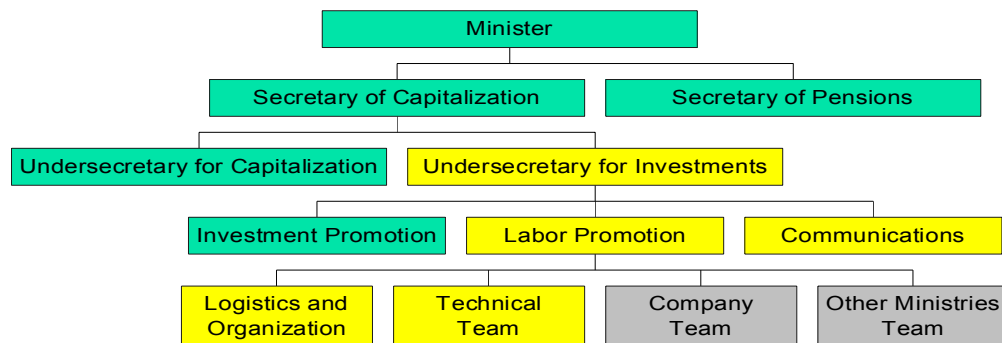 Minister
Secretary of Capitalization
Secretary of Pensions
Undersecretary for Capitalization
Undersecretary for Investments
Investment Promotion
Labor Promotion
Communications
Logistics and
Organization
Technical
Team
Company
Team
Other Ministries
Team